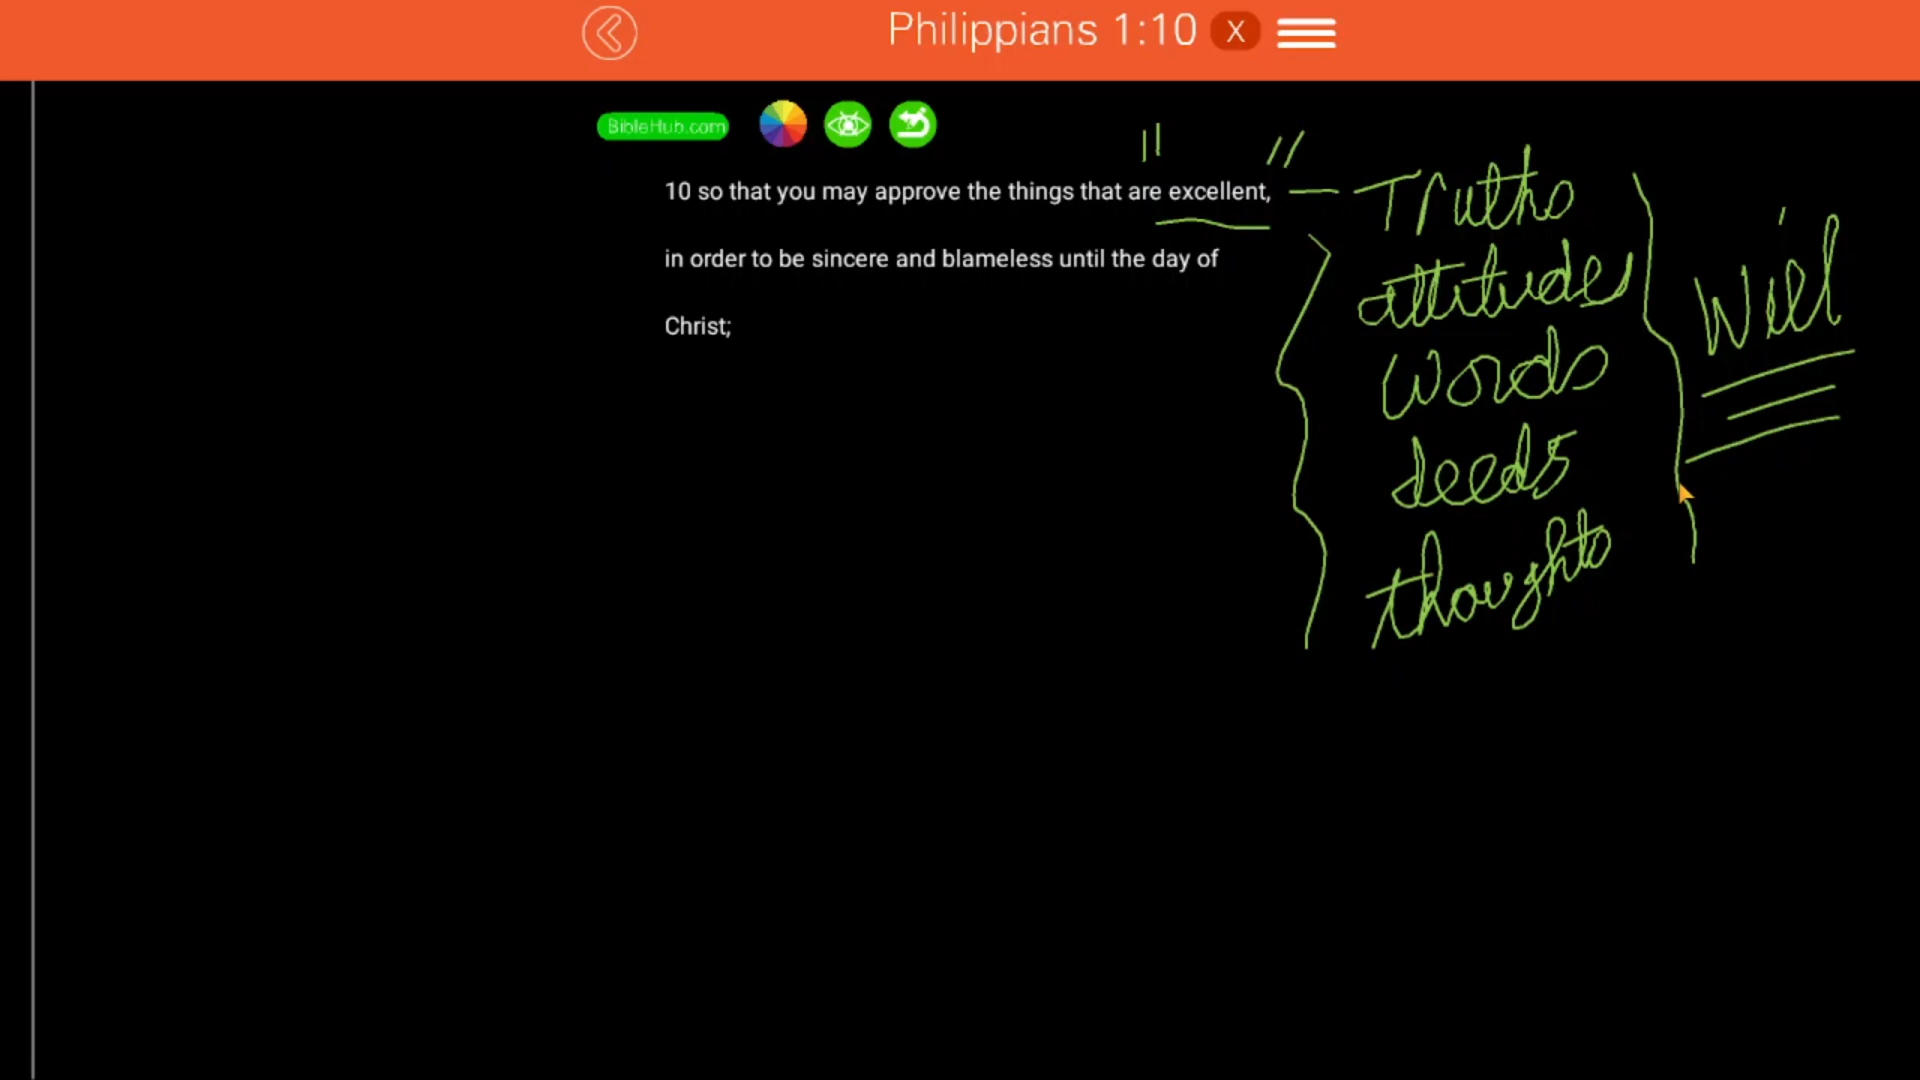 Philippians 1:10 X
BibleHub.com
10 so that you may approve the things that are excellent,
in order to be sincere and blameless until the day of
Christ;
" " — Truths
attitudes
words
deeds
thoughts
Will